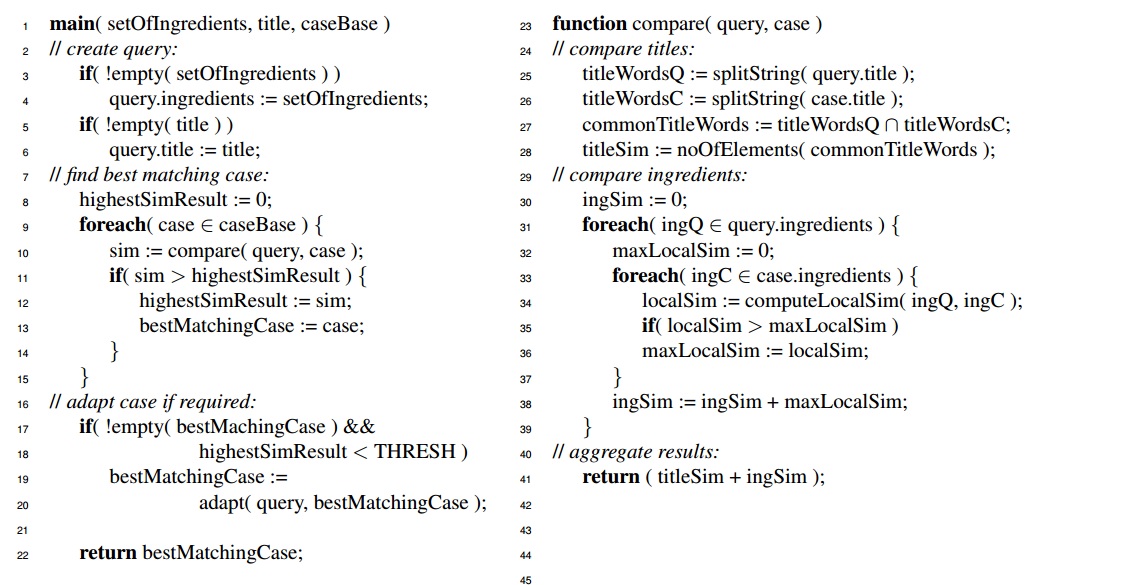 1 main( setOfIngredients, title, caseBase )
2 // create query:
3 if( !empty( setOfIngredients ) )
4 query.ingredients := setOfIngredients;
5 if( !empty( title ) )
6 query.title := title;
7 // find best matching case:
8 highestSimResult := 0;
9 foreach( case ∈ caseBase ) {
10 sim := compare( query, case );
11 if( sim > highestSimResult ) {
12 highestSimResult := sim;
13 bestMatchingCase := case;
14 }
15 }
16 // adapt case if required:
17 if( !empty( bestMachingCase ) &&
18 highestSimResult < THRESH )
19 bestMatchingCase :=
20 adapt( query, bestMatchingCase );
21
22 return bestMatchingCase;
23 function compare( query, case )
24 // compare titles:
25 titleWordsQ := splitString( query.title );
26 titleWordsC := splitString( case.title );
27 commonTitleWords := titleWordsQ ∩ titleWordsC;
28 titleSim := noOfElements( commonTitleWords );
29 // compare ingredients:
30 ingSim := 0;
31 foreach( ingQ ∈ query.ingredients ) {
32 maxLocalSim := 0;
33 foreach( ingC ∈ case.ingredients ) {
34 localSim := computeLocalSim( ingQ, ingC );
35 if( localSim > maxLocalSim )
36 maxLocalSim := localSim;
37 }
38 ingSim := ingSim + maxLocalSim;
39 }
40 // aggregate results:
41 return ( titleSim + ingSim );
42
43
44
45